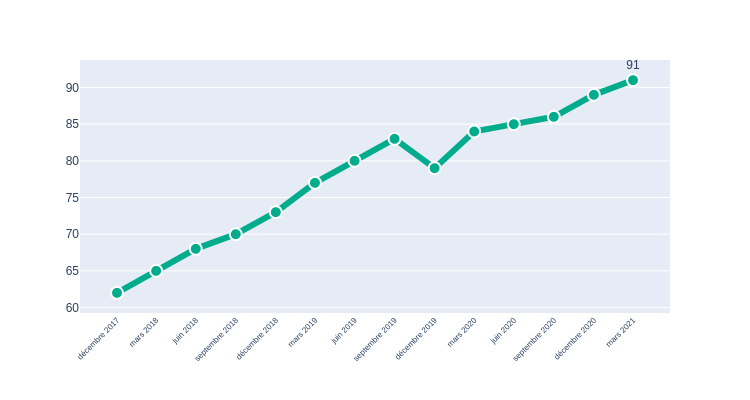 91
90
85
80
75
70
65
60
décembre 2017
mars 2018
juin 2018
septembre 2018
décembre 2018
mars 2019
juin 2019
septembre 2019
décembre 2019
mars 2020
juin 2020
septembre 2020
décembre 2020
mars 2021